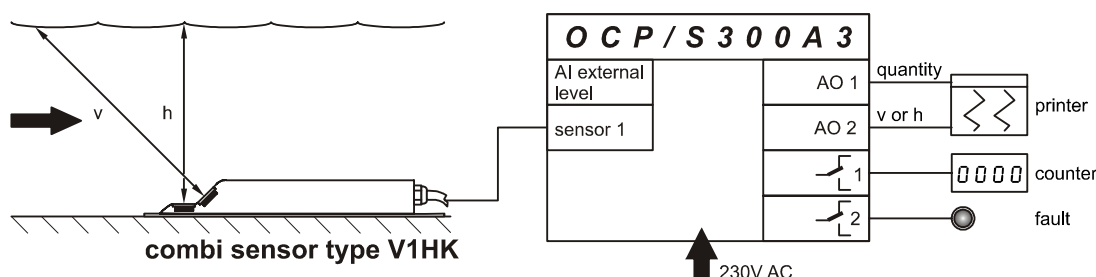 OCP/S300A3
AI external
level
AO 1
quantity
v
h
sensor 1
AO 2
v or h
printer
1
0000
counter
2
fault
combi sensor type V1HK
230V AC